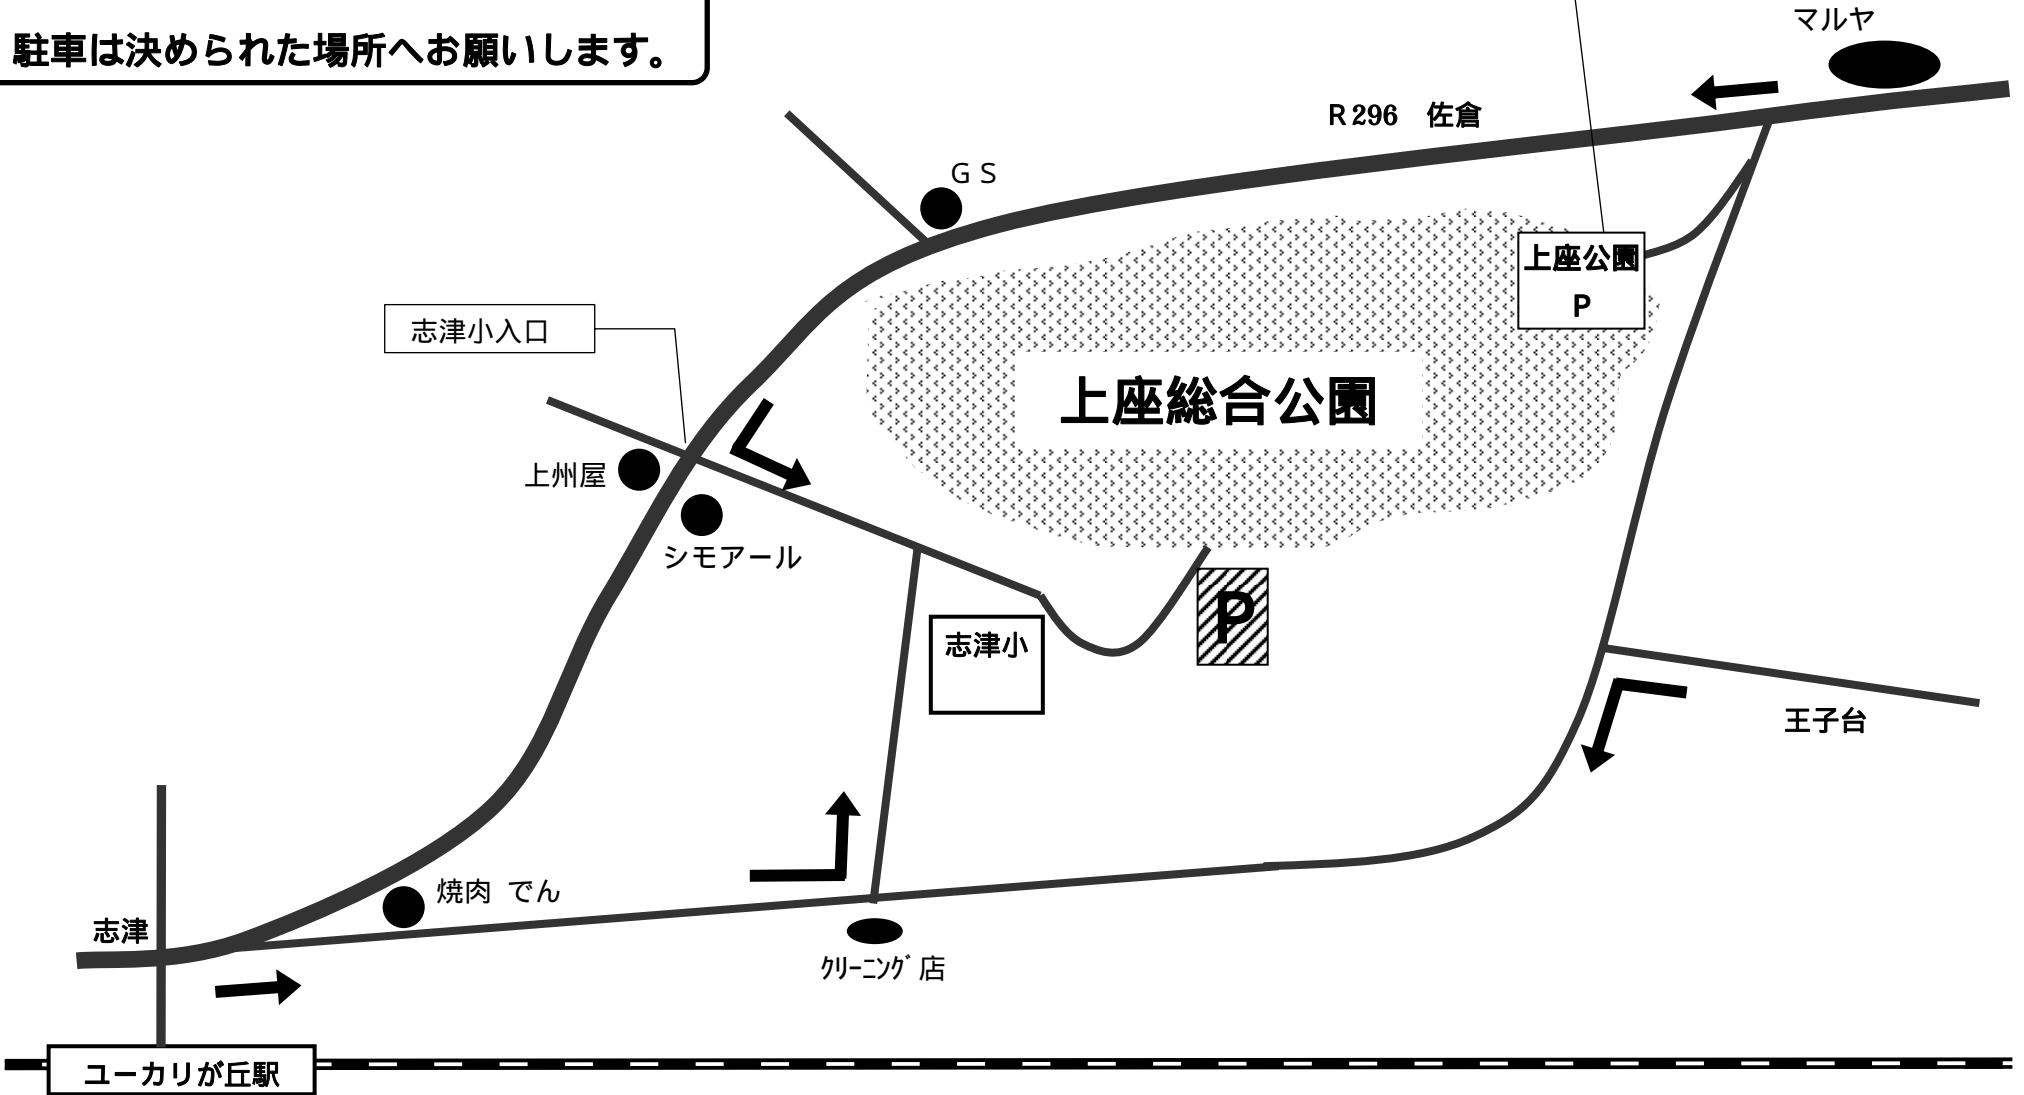 駐車は決められた場所へお願いします。
マルヤ
R296　佐倉
GS
上座公園
P
志津小入口
上座総合公園
上州屋
シモアール
P
志津小
王子台
焼肉 でん
志津
ｸﾘｰﾆﾝｸﾞ店
ユーカリが丘駅